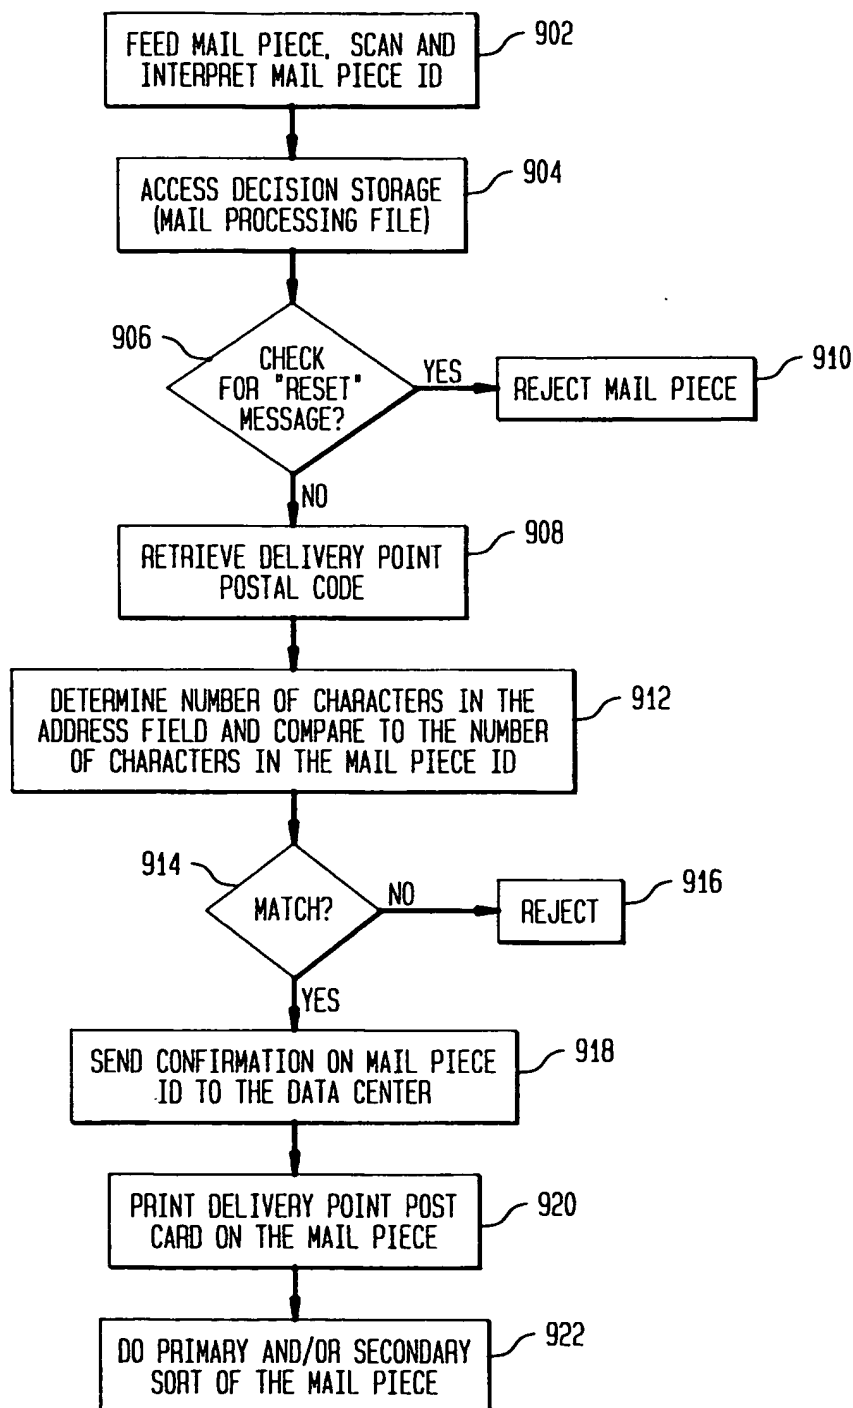 FEED MAIL PIECE, SCAN AND
INTERPRET MAIL PIECE ID
902
ACCESS DECISION STORAGE
(MAIL PROCESSING FILE)
904
906
CHECK
FOR "RESET"
MESSAGE?
YES
REJECT MAIL PIECE
910
NO
RETRIEVE DELIVERY POINT
POSTAL CODE
908
DETERMINE NUMBER OF CHARACTERS IN THE
ADDRESS FIELD AND COMPARE TO THE NUMBER
OF CHARACTERS IN THE MAIL PIECE ID
912
914
MATCH?
NO
REJECT
916
YES
SEND CONFIRMATION ON MAIL PIECE
ID TO THE DATA CENTER
918
PRINT DELIVERY POINT POST
CARD ON THE MAIL PIECE
920
DO PRIMARY AND/OR SECONDARY
SORT OF THE MAIL PIECE
922